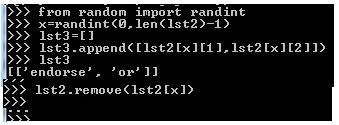 >>> from random import randint
>>> x=randint(0,len(lst2)-1)
>>> lst3=[]
>>> lst3.append([lst2[x][1],lst2[x][2]])
>>> lst3
[['endorse', 'or']]
>>> lst2.remove(lst2[x])
>>>
...
>>>